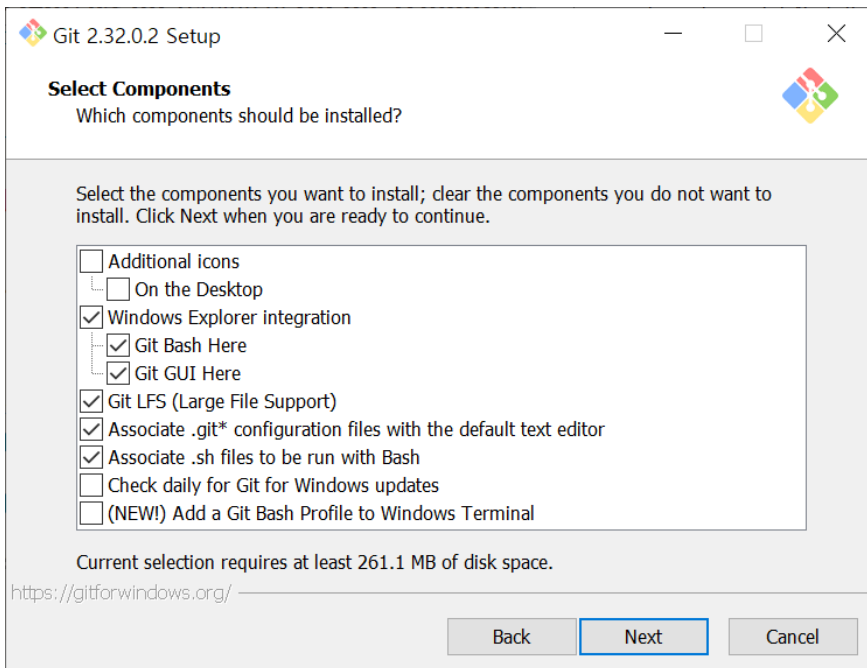 Git 2.32.0.2 Setup
Select Components
Which components should be installed?
Select the components you want to install; clear the components you do not want to
install. Click Next when you are ready to continue.
Additional icons
On the Desktop
Windows Explorer integration
Git Bash Here
Git GUI Here
Git LFS (Large File Support)
Associate .git* configuration files with the default text editor
Associate .sh files to be run with Bash
Check daily for Git for Windows updates
(NEW!) Add a Git Bash Profile to Windows Terminal
Current selection requires at least 261.1 MB of disk space.
https://gitforwindows.org/
Back Next Cancel